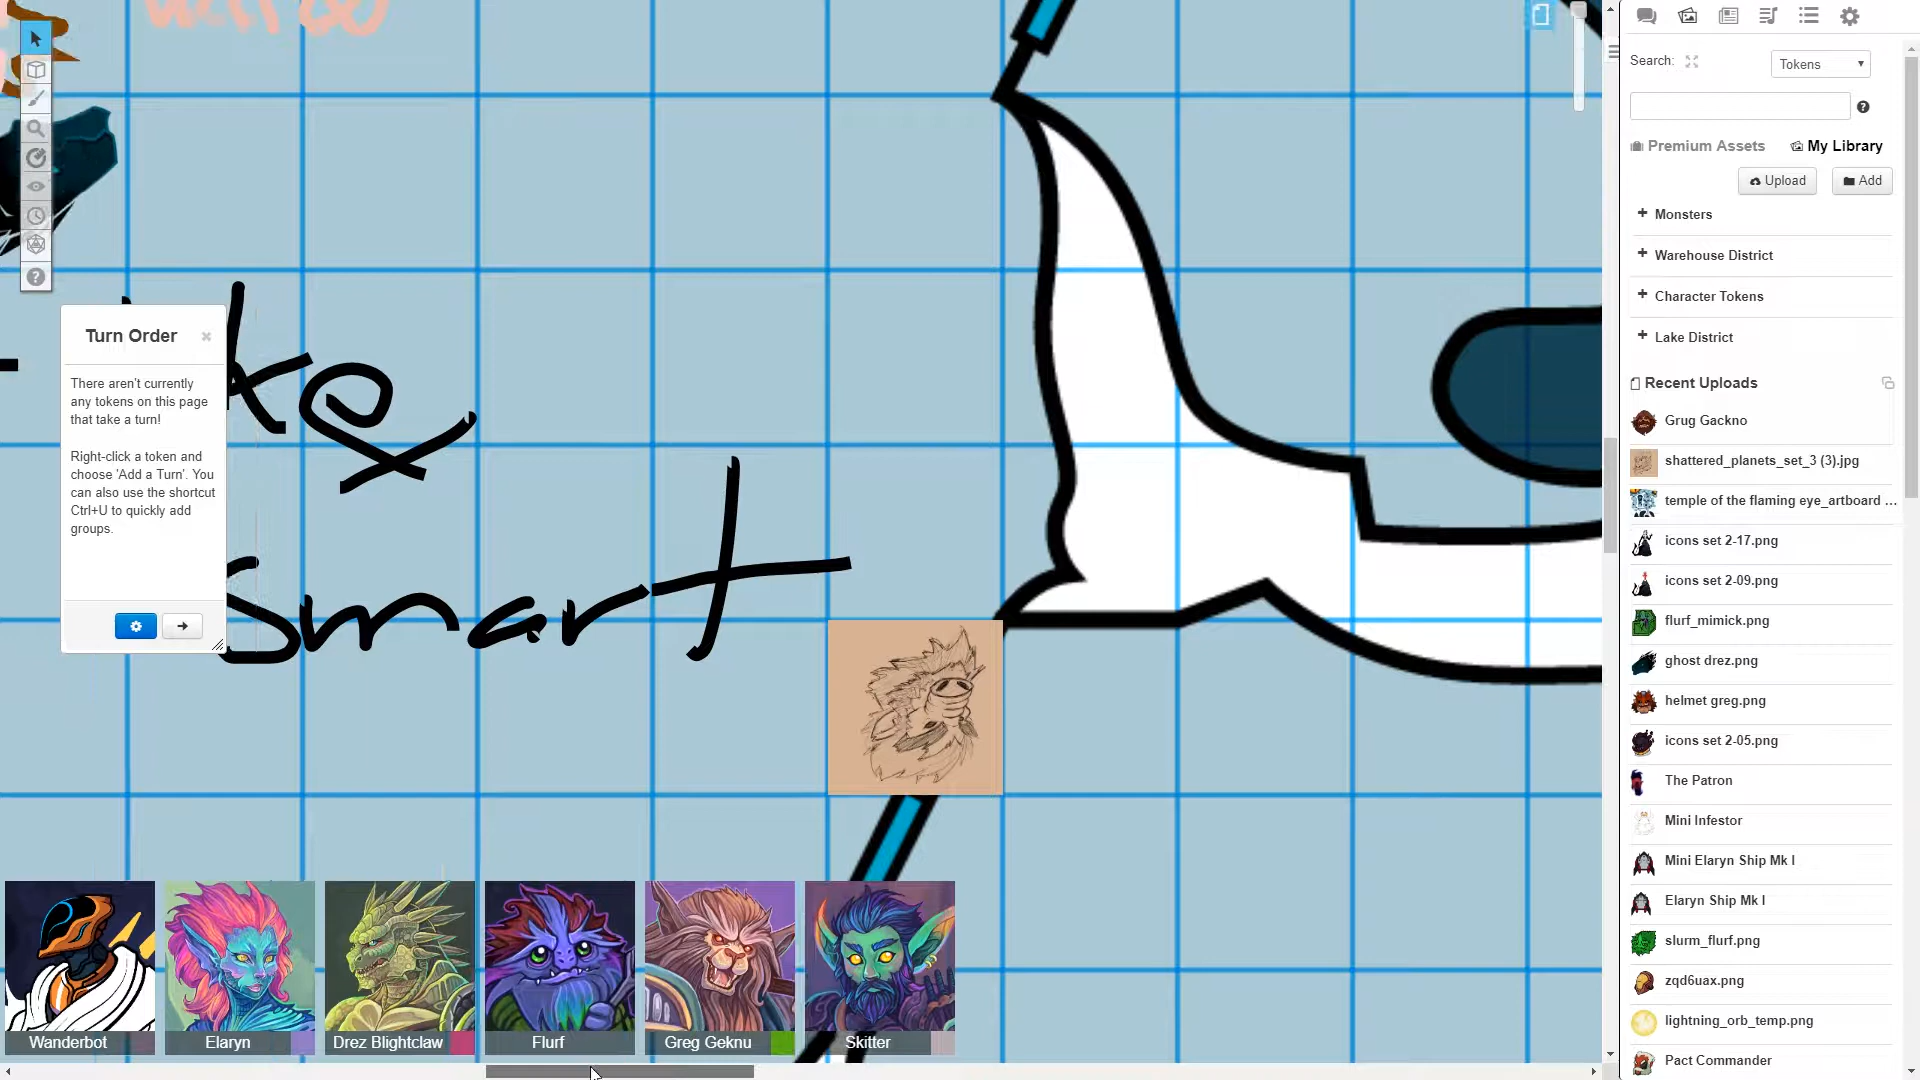 Search:
Tokens
Premium Assets
My Library
Upload
Add
Monsters
Warehouse District
Character Tokens
Lake District
Recent Uploads
Grug Gackno
shattered_planets_set_3 (3).jpg
temple of the flaming eye_artboard ...
icons set 2-17.png
icons set 2-09.png
flurf_mimick.png
ghost drez.png
helmet greg.png
icons set 2-05.png
The Patron
Mini Infestor
Mini Elaryn Ship Mk I
Elaryn Ship Mk I
slurm_flurf.png
zqd6uax.png
lightning_orb_temp.png
Pact Commander
Turn Order
There aren't currently
any tokens on this page
that take a turn!
Right-click a token and
choose 'Add a Turn'. You
can also use the shortcut
Ctrl+U to quickly add
groups.
Smart
Wanderbot
Elaryn
Drez Blightclaw
Flurf
Greg Geknu
Skitter